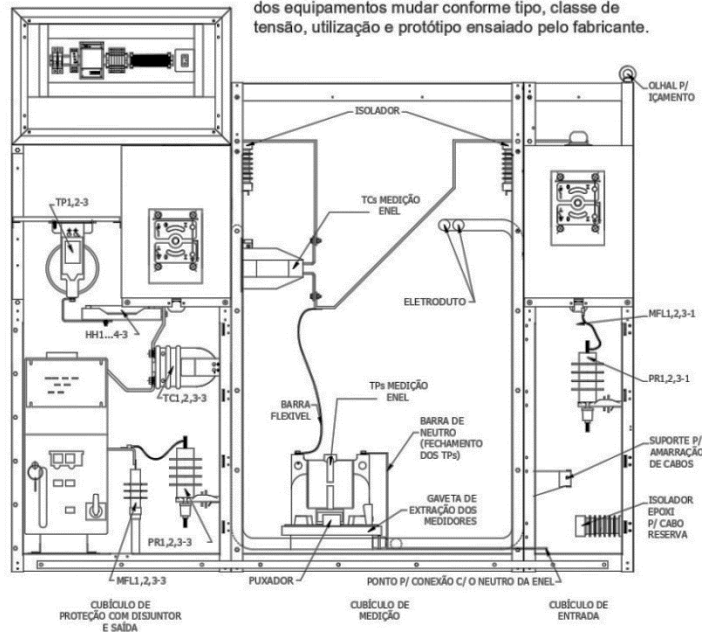 dos equipamentos mudar conforme tipo, classe de
tensão, utilização e protótipo ensaiado pelo fabricante.
OLHAL P/
IÇAMENTO
ISOLADOR
TP1,2-3
TCs MEDIÇÃO
ENEL
ELETRODUTO
MFL1,2,3-1
HH1...4-3
PR1,2,3-1
TC1,2,3-3
BARRA
FLEXIVEL
TPs MEDIÇÃO
ENEL
BARRA DE
NEUTRO
(FECHAMENTO
DOS TPs)
SUPORTE P/
AMARRAÇÃO
DE CABOS
GAVETA DE
EXTRAÇÃO DOS
MEDIDORES
ISOLADOR
EPOXI
P/ CABO
RESERVA
PR1,2,3-3
MFL1,2,3-3
PUXADOR
PONTO P/ CONEXÃO C/ O NEUTRO DA ENEL
CUBÍCULO DE
PROTEÇÃO COM DISJUNTOR
E SAÍDA
CUBÍCULO DE
MEDIÇÃO
CUBÍCULO DE
ENTRADA